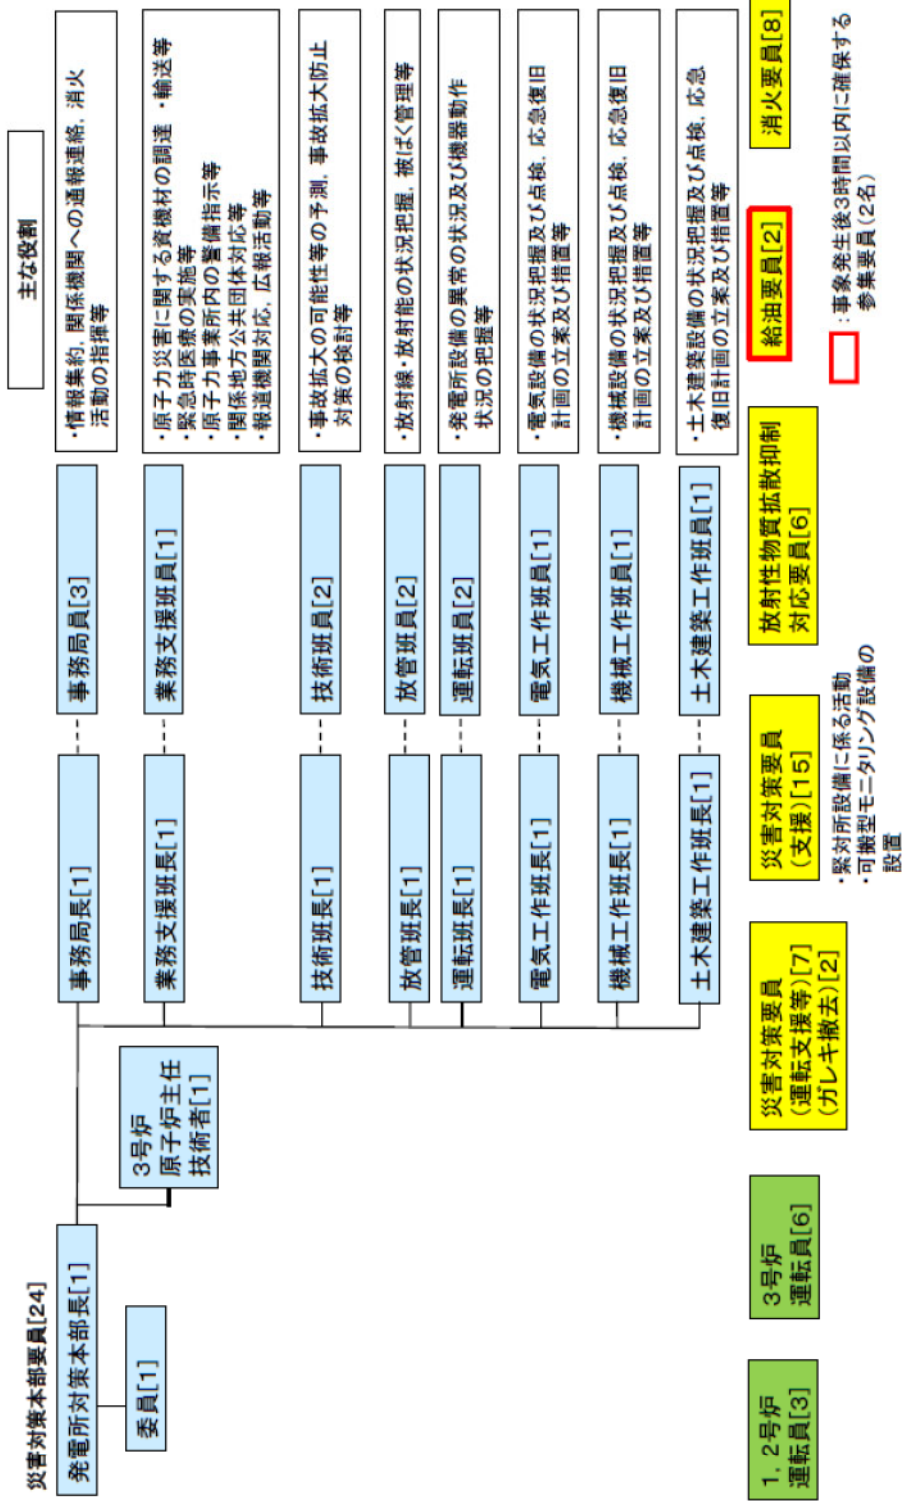 主な役割
災害対策本部要員[24]
発電所対策本部長[1]
委員[1]
3号炉
原子炉主任
技術者[1]
事務局長[1]
事務局員[3]
・情報集約，関係機関への通報連絡，消火
活動の指揮等
業務支援班長[1]
業務支援班員[1]
・原子力災害に関する資機材の調達 ・輸送等
・緊急時医療の実施等
・原子力事業所内の警備指示等
・関係地方公共団体対応等
・報道機関対応，広報活動等
技術班長[1]
技術班員[2]
・事故拡大の可能性等の予測，事故拡大防止
対策の検討等
放管班長[1]
放管班員[2]
・放射線・放射能の状況把握，被ばく管理等
運転班長[1]
運転班員[2]
・発電所設備の異常の状況及び機器動作
状況の把握等
電気工作班長[1]
電気工作班員[1]
・電気設備の状況把握及び点検，応急復旧
計画の立案及び措置等
機械工作班長[1]
機械工作班員[1]
・機械設備の状況把握及び点検，応急復旧
計画の立案及び措置等
土木建築工作班長[1]
土木建築工作班員[1]
・土木建築設備の状況把握及び点検，応急
復旧計画の立案及び措置等
1，2号炉
運転員[3]
3号炉
運転員[6]
災害対策要員
(運転支援等)[7]
(ガレキ撤去)[2]
災害対策要員
(支援)[15]
・緊対所設備に係る活動
・可搬型モニタリング設備の
設置
放射性物質拡散抑制
対応要員[6]
給油要員[2]
消火要員[8]
：事象発生後3時間以内に確保する
参集要員(2名)